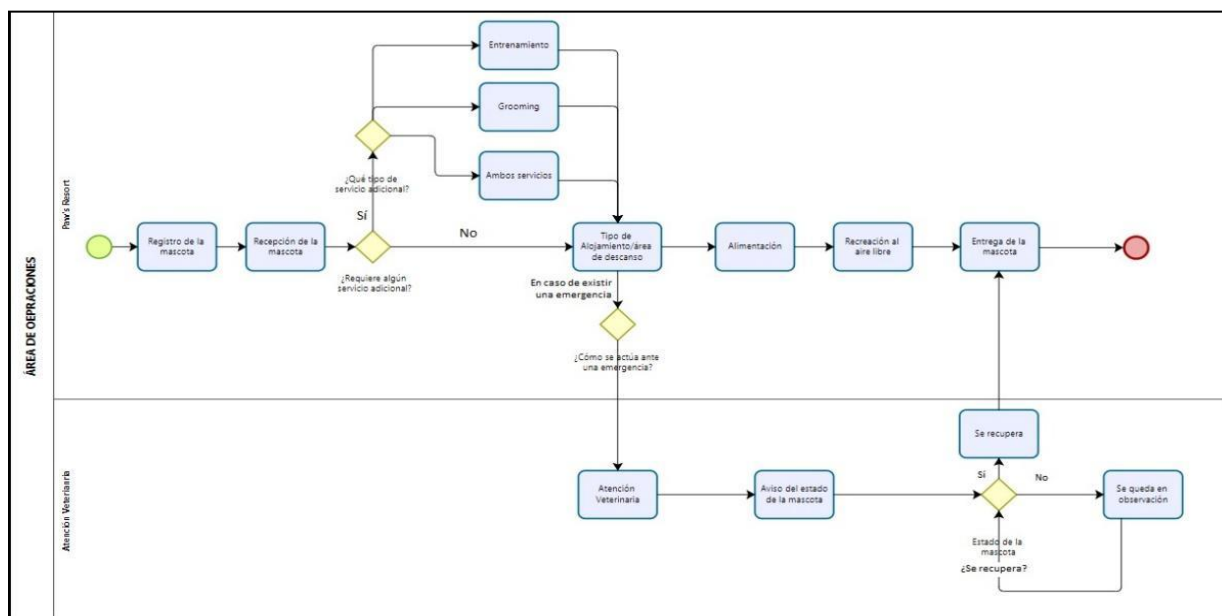 ÁREA DE OEPRACIONES
Paw's Resort
Entrenamiento
Grooming
Ambos servicios
¿Qué tipo de
servicio adicional?
Sí
No
Registro de la
mascota
Recepción de la
mascota
¿Requiere algún
servicio adicional?
Tipo de
Alojamiento/área
de descanso
Alimentación
Recreación al
aire libre
Entrega de la
mascota
En caso de existir
una emergencia
¿Cómo se actúa ante
una emergencia?
Atención Veteriansria
Atención
Veterinaria
Aviso del estado
de la mascota
Se recupera
Sí
No
Se queda en
observación
Estado de la
mascota
¿Se recupera?